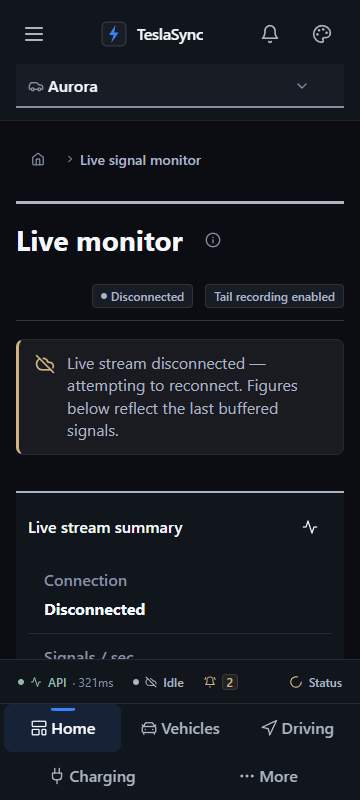 TeslaSync
Aurora
Live signal monitor
Live monitor
Disconnected
Tail recording enabled
Live stream disconnected —
attempting to reconnect. Figures
below reflect the last buffered
signals.
Live stream summary
Connection
Disconnected
Signals / sec
API · 321ms
Idle
2
Status
Home
Vehicles
Driving
Charging
More